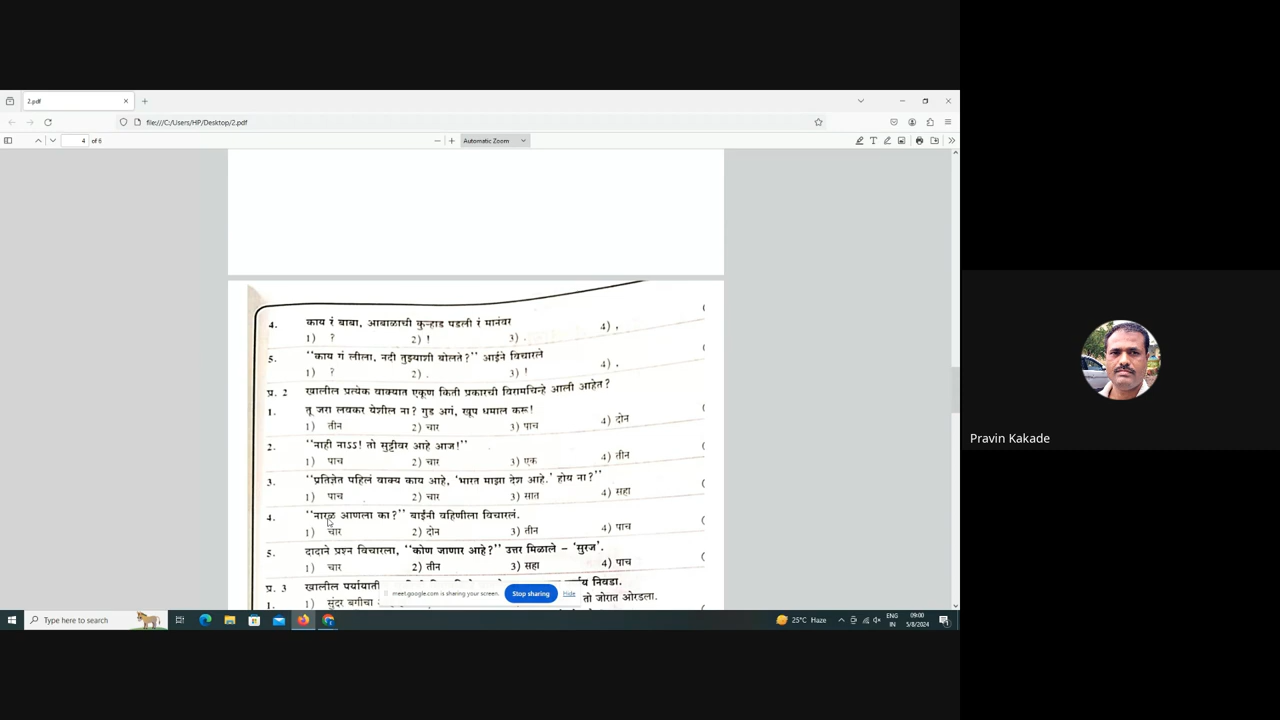 2.pdf
file:///C:/Users/HP/Desktop/2.pdf
4 of 6
Automatic Zoom
4. काय रं बाबा, आबाळाची कुऱ्हाड पडली रं मानंवर
1) ? 2) ! 3) . 4) ,
5. ‘‘काय गं लीला, नदी तुझ्याशी बोलते?’’ आईने विचारले
1) ? 2) . 3) ! 4) ,
प्र. 2 खालील प्रत्येक वाक्यात एकूण किती प्रकारची विरामचिन्हे आली आहेत?
1. तू जरा लवकर येशील ना? गुड अगं, खूप धमाल करू!
1) तीन 2) चार 3) पाच 4) दोन
2. ‘‘नाही नाऽऽ! तो सुट्टीवर आहे आज!’’
1) पाच 2) चार 3) एक 4) तीन
3. ‘‘प्रतिज्ञेत पहिलं वाक्य काय आहे, ‘भारत माझा देश आहे.’ होय ना?’’
1) पाच 2) चार 3) सात 4) सहा
4. ‘‘नारळ आणला का?’’ बाईंनी वहिणीला विचारलं.
1) चार 2) दोन 3) तीन 4) पाच
5. दादाने प्रश्न विचारला, ‘‘कोण जाणार आहे?’’ उत्तर मिळाले – ‘सुरज’.
1) चार 2) तीन 3) सहा 4) पाच
प्र. 3 खालील पर्यायाती निवडा.
1. 1) सुंदर बगीचा तो जोरात ओरडला.
meet.google.com is sharing your screen. Stop sharing Hide
Pravin Kakade
Type here to search
25°C Haze
ENG
IN
09:00
5/8/2024